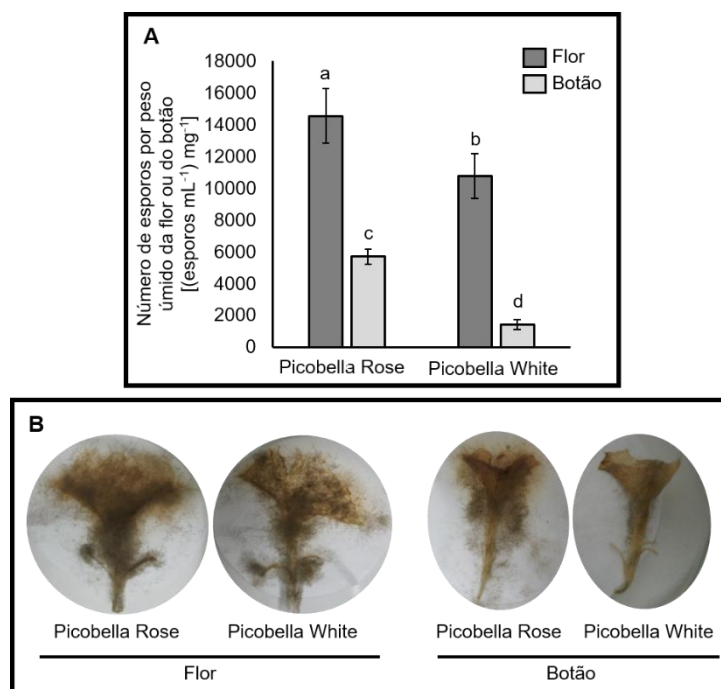 A
Número de esporos por peso
úmido da flor ou do botão
[(esporos mL⁻¹) mg⁻¹]
18000
16000
14000
12000
10000
8000
6000
4000
2000
0
a
b
c
d
Flor
Botão
Picobella Rose
Picobella White
B
Picobella Rose
Picobella White
Picobella Rose
Picobella White
Flor
Botão